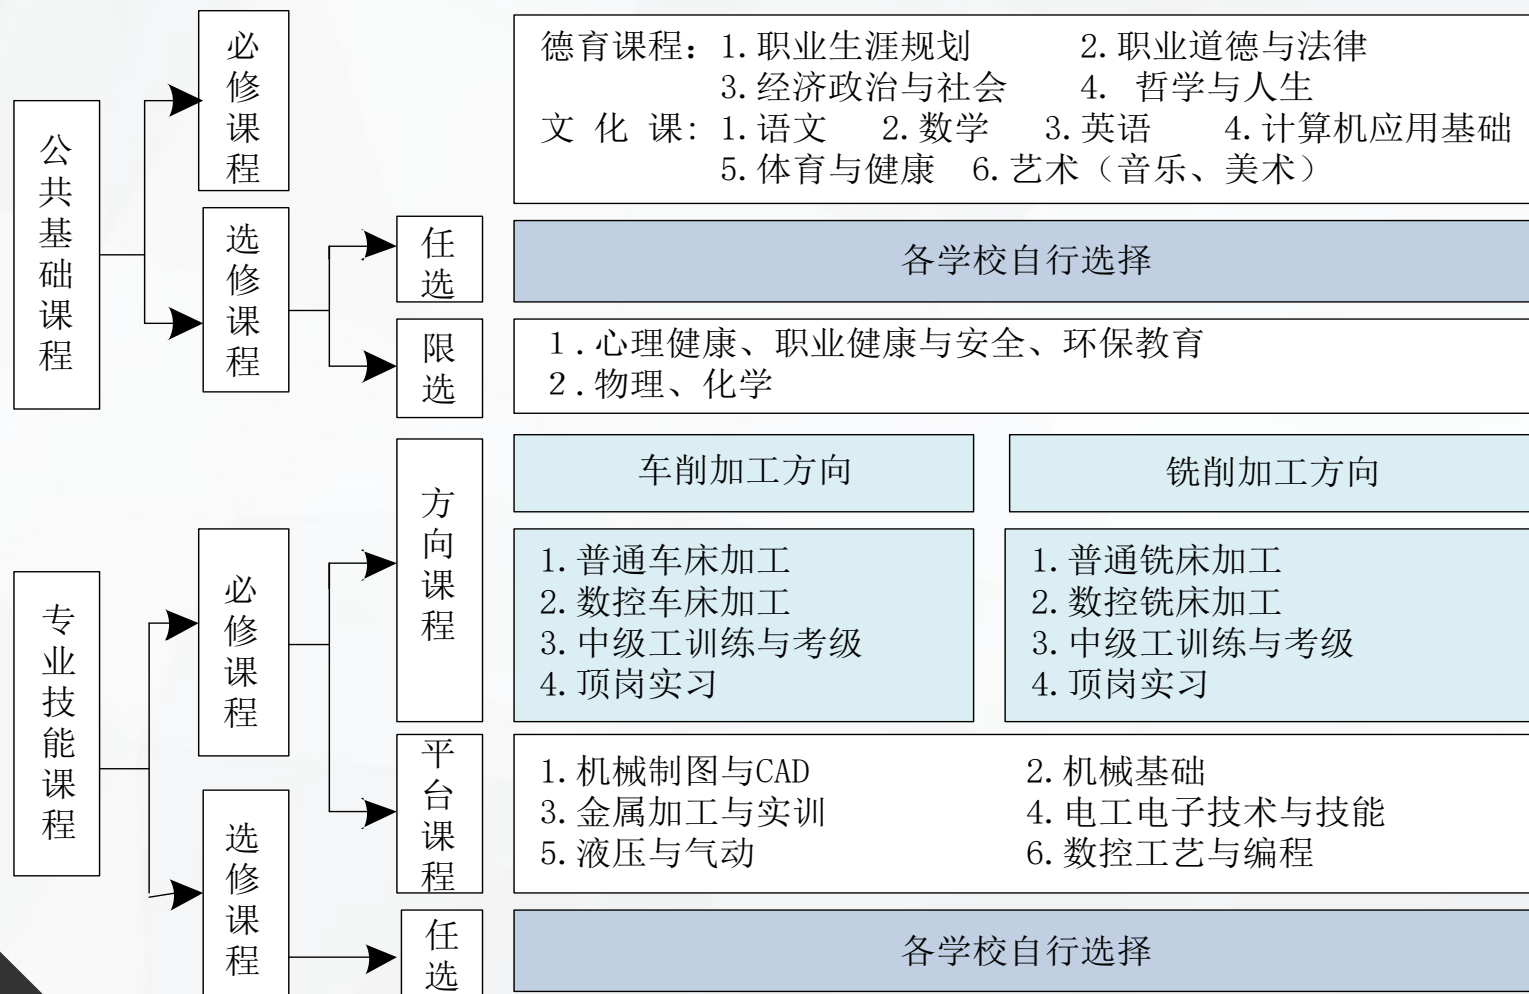 公共基础课程
必修课程
德育课程：1.职业生涯规划 2.职业道德与法律
3.经济政治与社会 4. 哲学与人生
文 化 课：1.语文 2.数学 3.英语 4.计算机应用基础
5.体育与健康 6.艺术（音乐、美术）
选修课程
任选
各学校自行选择
限选
1.心理健康、职业健康与安全、环保教育
2.物理、化学
专业技能课程
必修课程
方向课程
车削加工方向
铣削加工方向
1.普通车床加工
2.数控车床加工
3.中级工训练与考级
4.顶岗实习
1.普通铣床加工
2.数控铣床加工
3.中级工训练与考级
4.顶岗实习
平台课程
1.机械制图与CAD 2.机械基础
3.金属加工与实训 4.电工电子技术与技能
5.液压与气动 6.数控工艺与编程
选修课程
任选
各学校自行选择